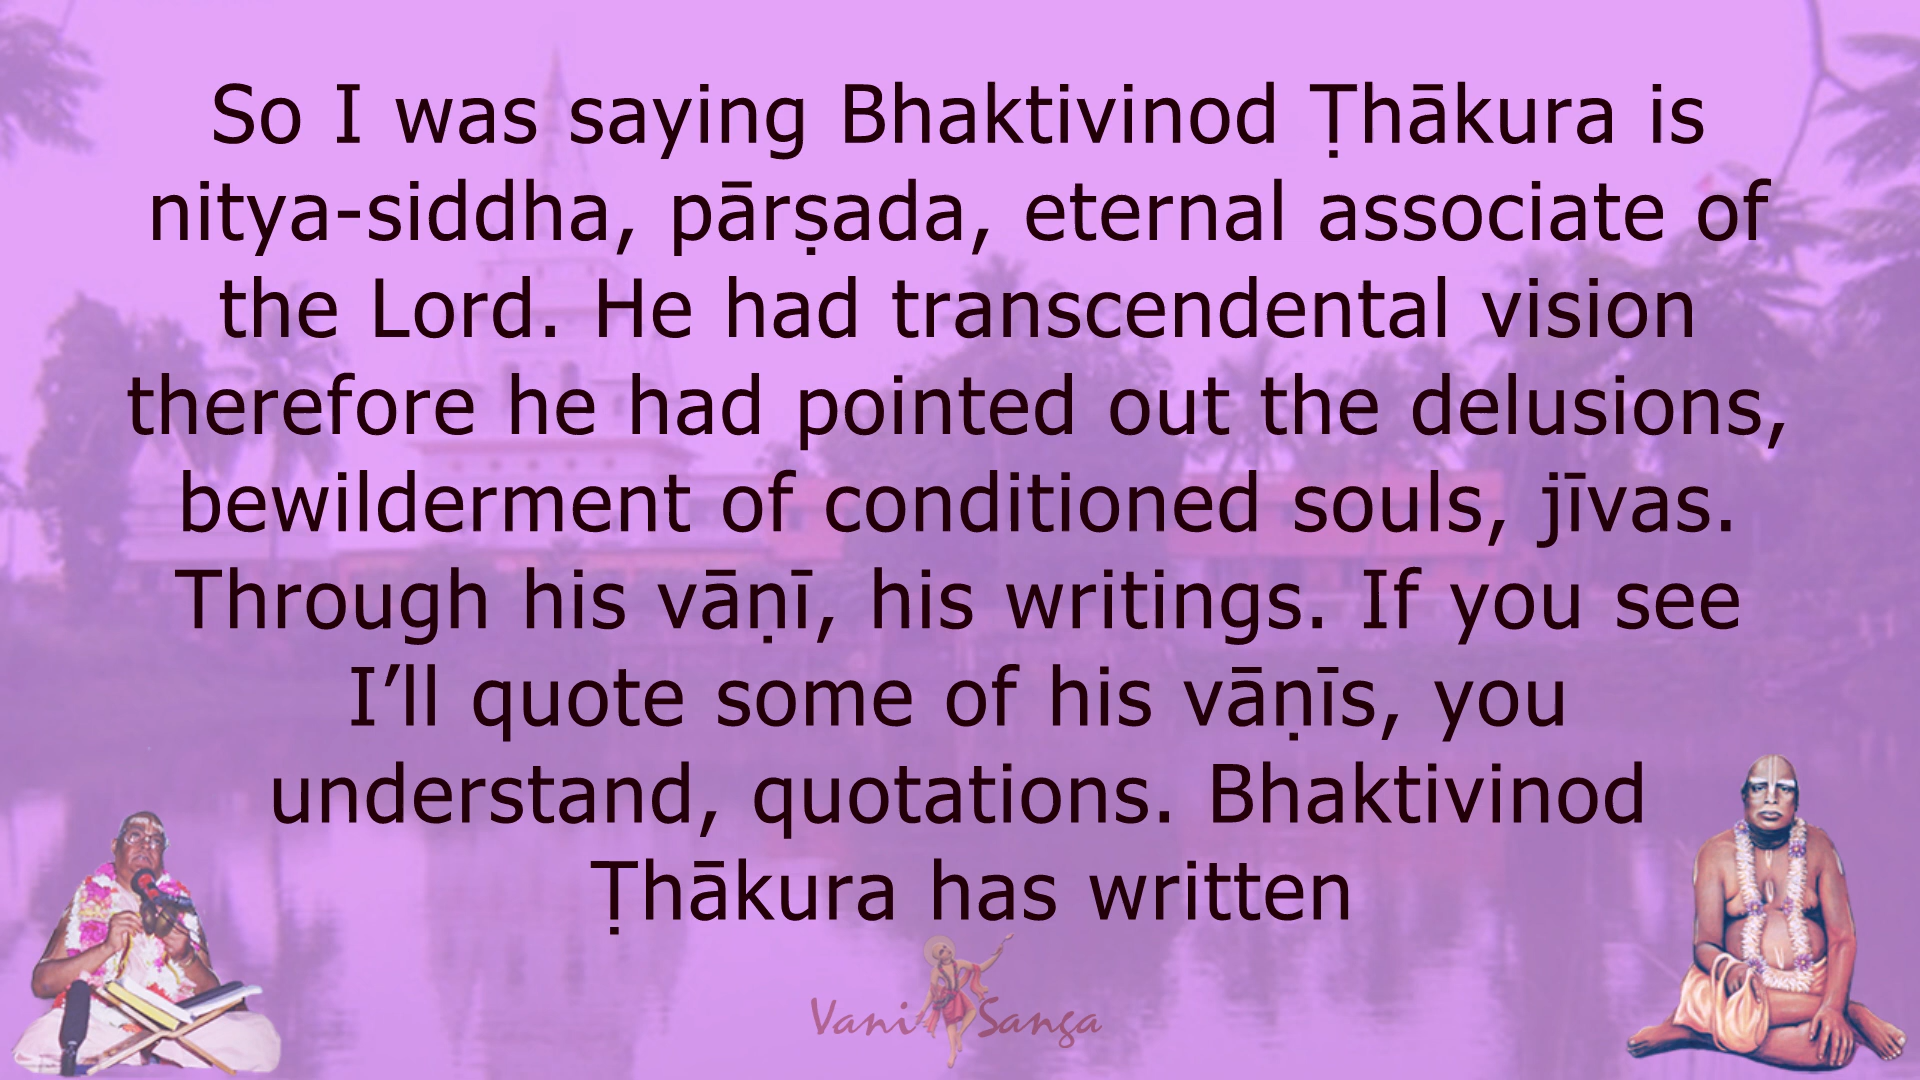 So I was saying Bhaktivinod Ṭhākura is
nitya-siddha, pārṣada, eternal associate of
the Lord. He had transcendental vision
therefore he had pointed out the delusions,
bewilderment of conditioned souls, jīvas.
Through his vāṇī, his writings. If you see
I’ll quote some of his vāṇīs, you
understand, quotations. Bhaktivinod
Ṭhākura has written
Vani Sanga